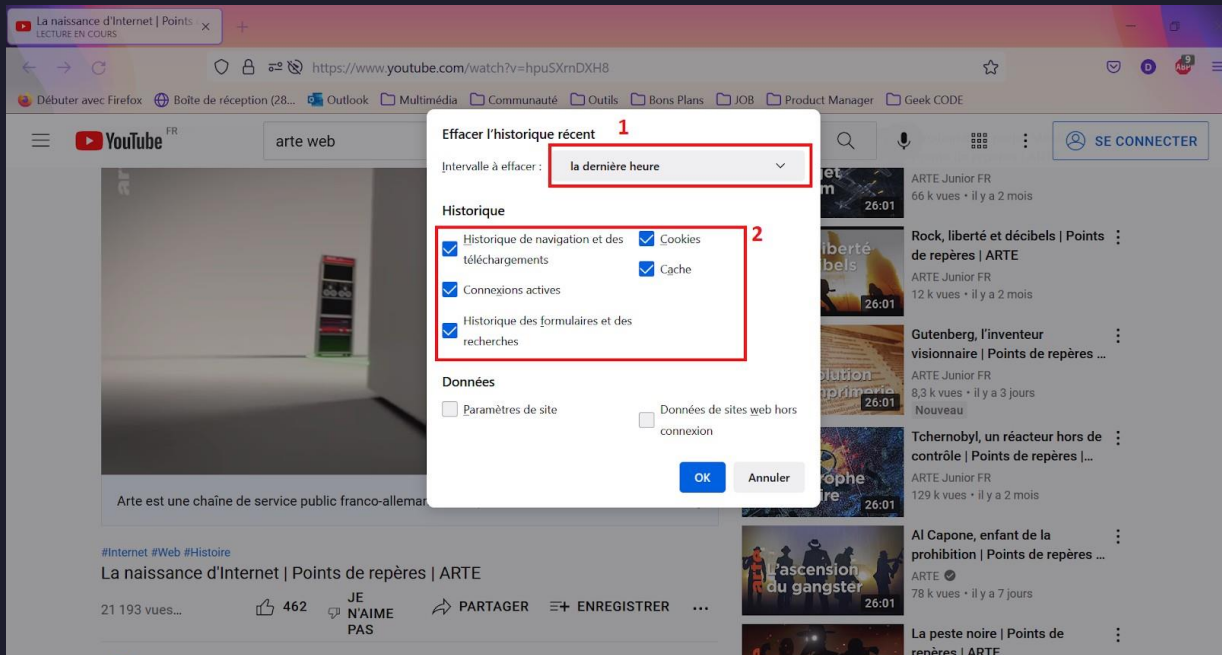 La naissance d'Internet | Points
LECTURE EN COURS
https://www.youtube.com/watch?v=hpuSXrnDXH8
9
D
ABP
Débuter avec Firefox
Boîte de réception (28...
Outlook
Multimédia
Communauté
Outils
Bons Plans
JOB
Product Manager
Geek CODE
YouTube FR
arte web
SE CONNECTER
Effacer l'historique récent
1
Intervalle à effacer :
la dernière heure
Historique
2
Historique de navigation et des
téléchargements
Cookies
Cache
Connexions actives
Historique des formulaires et des
recherches
Données
Paramètres de site
Données de sites web hors
connexion
OK
Annuler
Arte est une chaîne de service public
#Internet #Web #Histoire
La naissance d'Internet | Points de repères | ARTE
21 193 vues...
462
JE
N'AIME
PAS
PARTAGER
ENREGISTRER
...
26:01
ARTE Junior FR
66 k vues • il y a 2 mois
26:01
Rock, liberté et décibels | Points
de repères | ARTE
ARTE Junior FR
12 k vues • il y a 2 mois
26:01
Gutenberg, l'inventeur
visionnaire | Points de repères ...
ARTE Junior FR
8,3 k vues • il y a 3 jours
Nouveau
26:01
Tchernobyl, un réacteur hors de
contrôle | Points de repères |...
ARTE Junior FR
129 k vues • il y a 2 mois
L'ascension
du gangster
26:01
Al Capone, enfant de la
prohibition | Points de repères ...
ARTE
78 k vues • il y a 7 jours
La peste noire | Points de
repères | ARTE